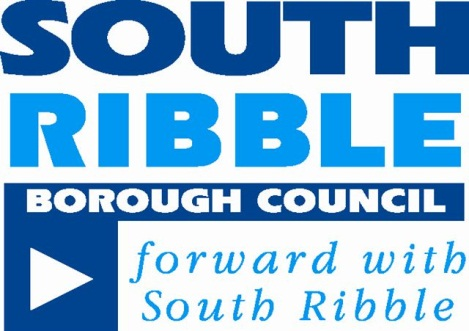 SOUTH
RIBBLE
BOROUGH COUNCIL
forward with
South Ribble